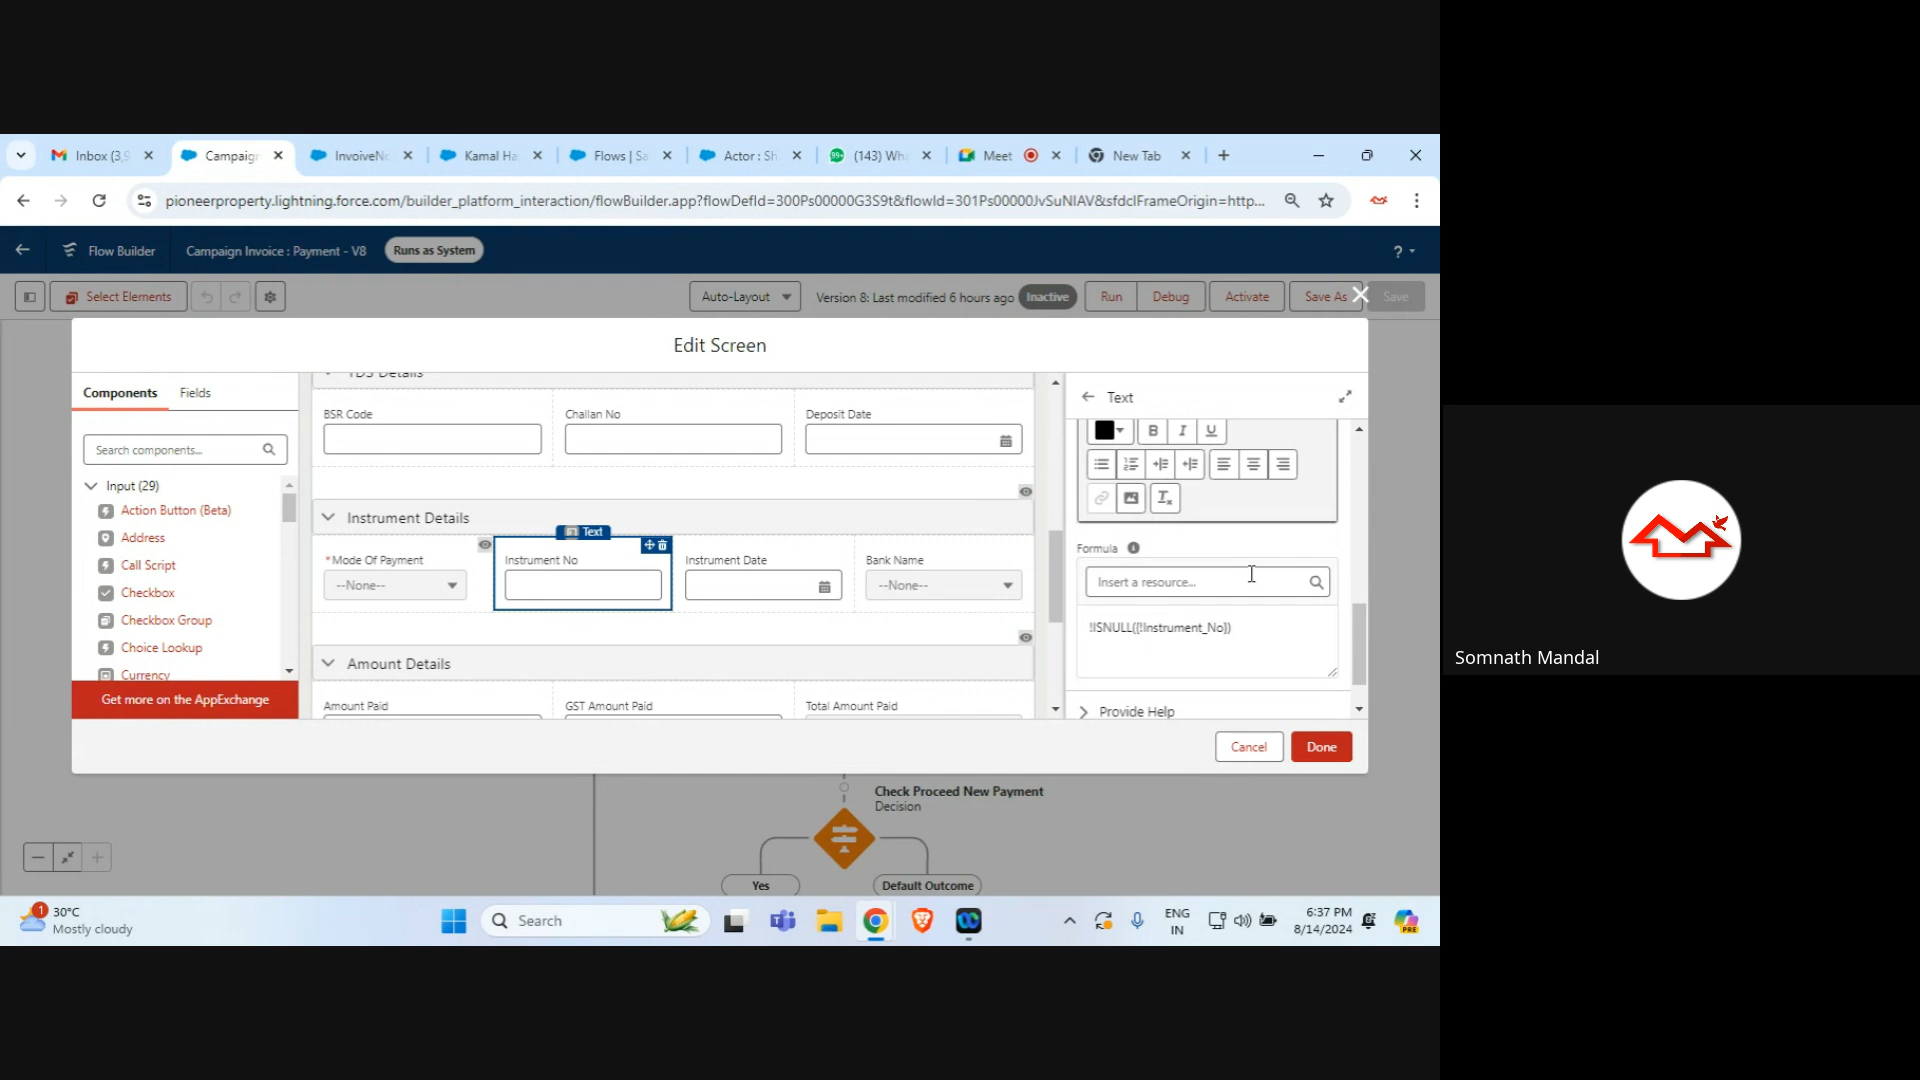 Inbox (3,9
Campaign
InvoiveNo
Kamal Ha
Flows | Sa
Actor : Sh
99+
(143) Wh
Meet
New Tab
pioneerproperty.lightning.force.com/builder_platform_interaction/flowBuilder.app?flowDefId=300Ps00000G3S9t&flowId=301Ps00000JvSuNIAV&sfdcIFrameOrigin=http...
Flow Builder
Campaign Invoice : Payment - V8
Runs as System
?
Select Elements
Auto-Layout
Version 8: Last modified 6 hours ago
Inactive
Run
Debug
Activate
Save As
Save
Edit Screen
Components
Fields
Search components...
Input (29)
Action Button (Beta)
Address
Call Script
Checkbox
Checkbox Group
Choice Lookup
Currency
Get more on the AppExchange
TDS Details
BSR Code
Challan No
Deposit Date
Instrument Details
Text
*Mode Of Payment
Instrument No
Instrument Date
Bank Name
--None--
--None--
Amount Details
Amount Paid
GST Amount Paid
Total Amount Paid
Text
B I U
Formula
Insert a resource...
!ISNULL({!Instrument_No})
Provide Help
Cancel
Done
Check Proceed New Payment
Decision
Yes
Default Outcome
Somnath Mandal
1
30°C
Mostly cloudy
Search
ENG
IN
6:37 PM
8/14/2024
PRE